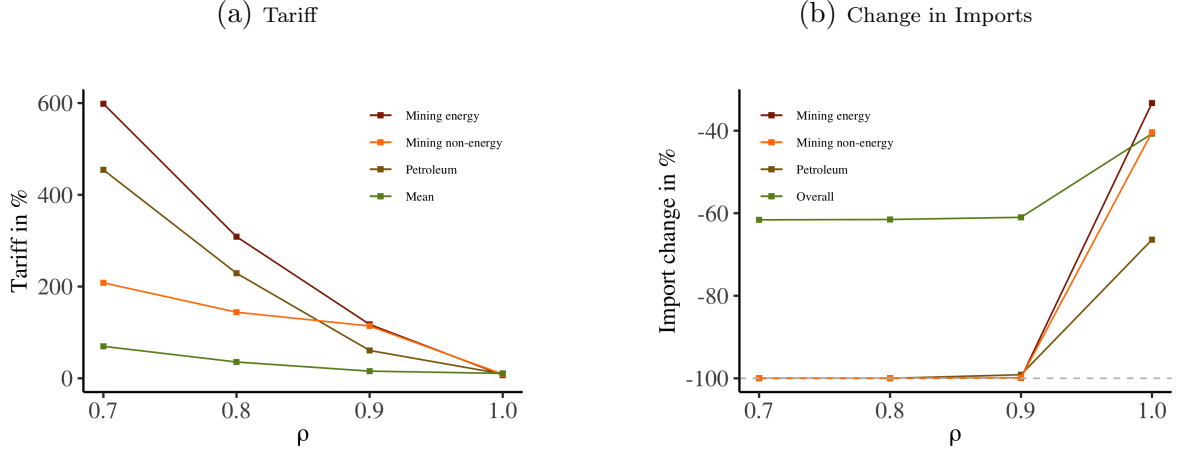 (a) Tariff
Tariff in %
600
400
200
0
Mining energy
Mining non-energy
Petroleum
Mean
0.7 0.8 0.9 1.0
ρ
(b) Change in Imports
Import change in %
-40
-60
-80
-100
Mining energy
Mining non-energy
Petroleum
Overall
0.7 0.8 0.9 1.0
ρ